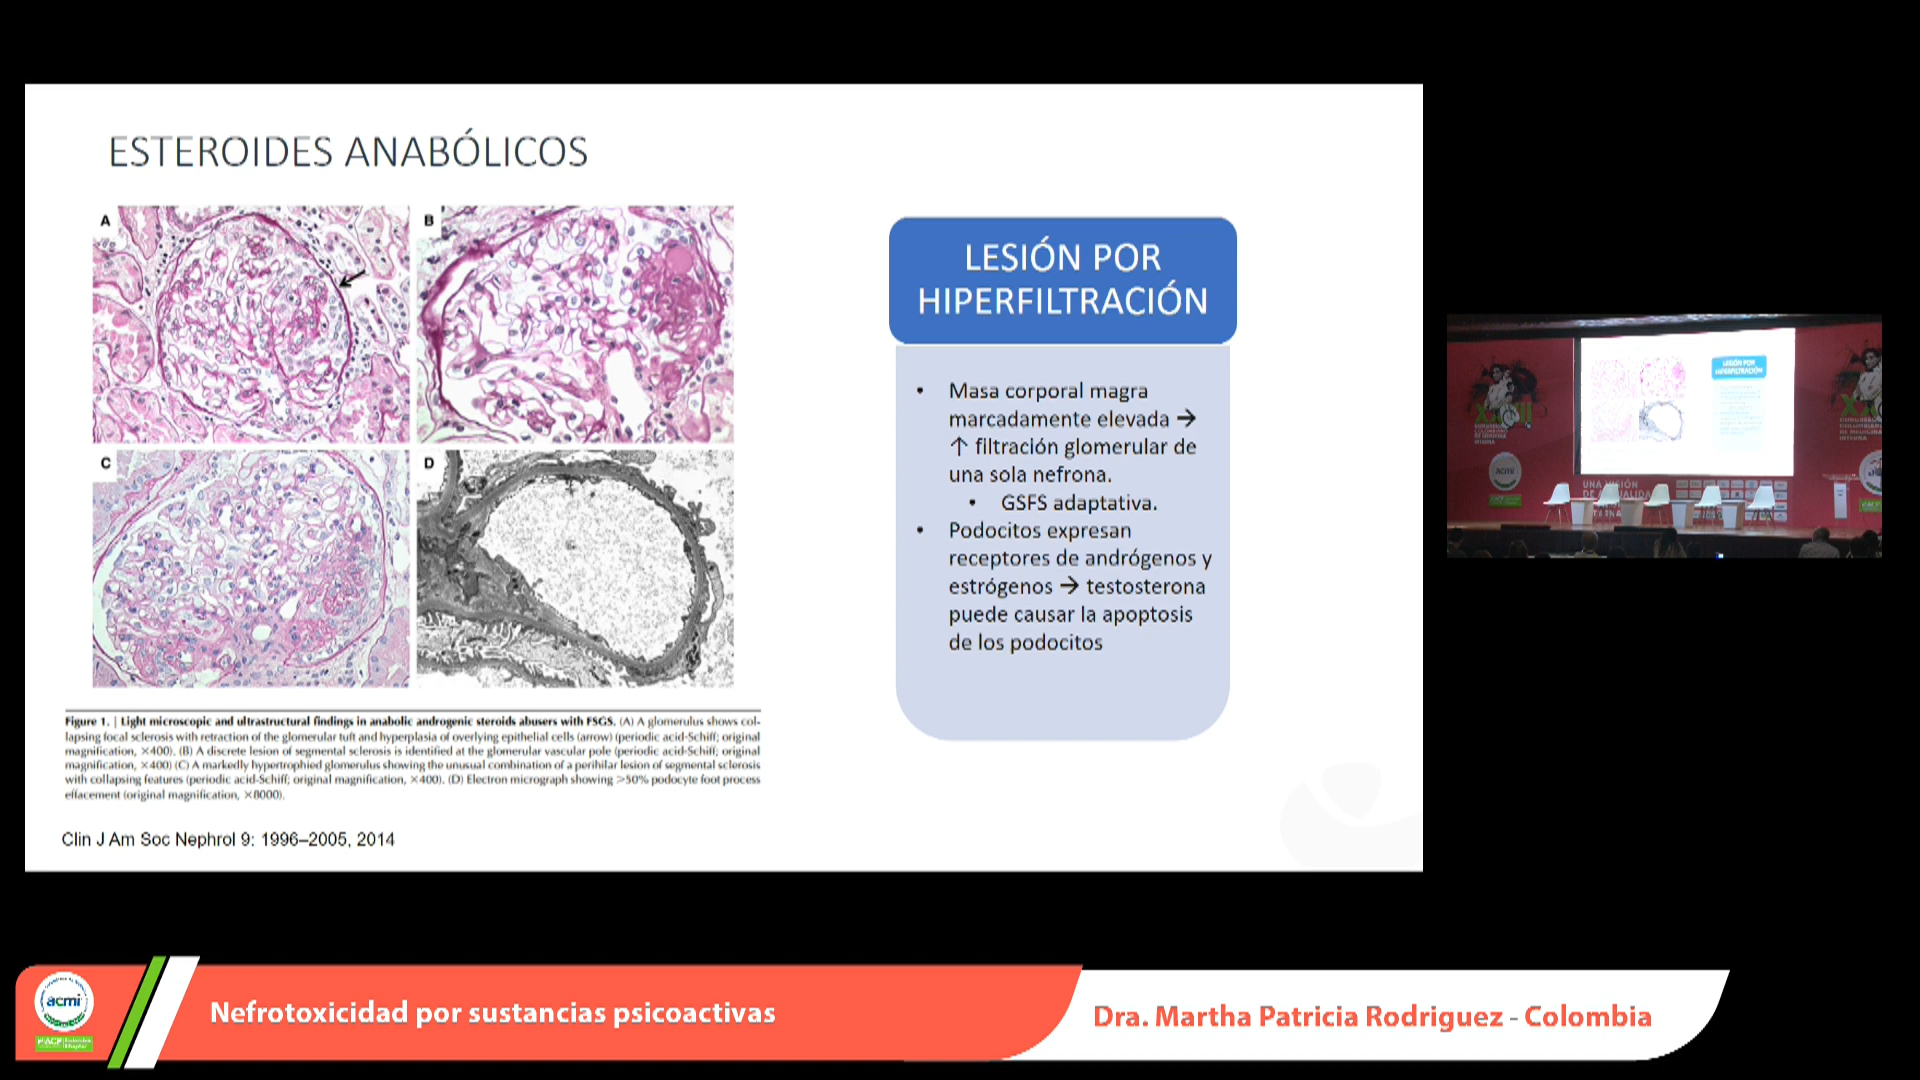 ESTEROIDES ANABÓLICOS
A
B
C
D
LESIÓN POR
HIPERFILTRACIÓN
• Masa corporal magra
marcadamente elevada →
↑ filtración glomerular de
una sola nefrona.
• GSFS adaptativa.
• Podocitos expresan
receptores de andrógenos y
estrógenos → testosterona
puede causar la apoptosis
de los podocitos
Figure 1. | Light microscopic and ultrastructural findings in anabolic androgenic steroids abusers with FSGS. (A) A glomerulus shows col-
lapsing focal sclerosis with retraction of the glomerular tuft and hyperplasia of overlying epithelial cells (arrow) (periodic acid-Schiff; original
magnification, ×400). (B) A discrete lesion of segmental sclerosis is identified at the glomerular vascular pole (periodic acid-Schiff; original
magnification, ×400) (C) A markedly hypertrophied glomerulus showing the unusual combination of a perihilar lesion of segmental sclerosis
with collapsing features (periodic acid-Schiff; original magnification, ×400). (D) Electron micrograph showing >50% podocyte foot process
effacement (original magnification, ×8000).
Clin J Am Soc Nephrol 9: 1996–2005, 2014
LESIÓN POR
HIPERFILTRACIÓN
acmi
UNA VISIÓN
acmi
Nefrotoxicidad por sustancias psicoactivas
Dra. Martha Patricia Rodriguez - Colombia